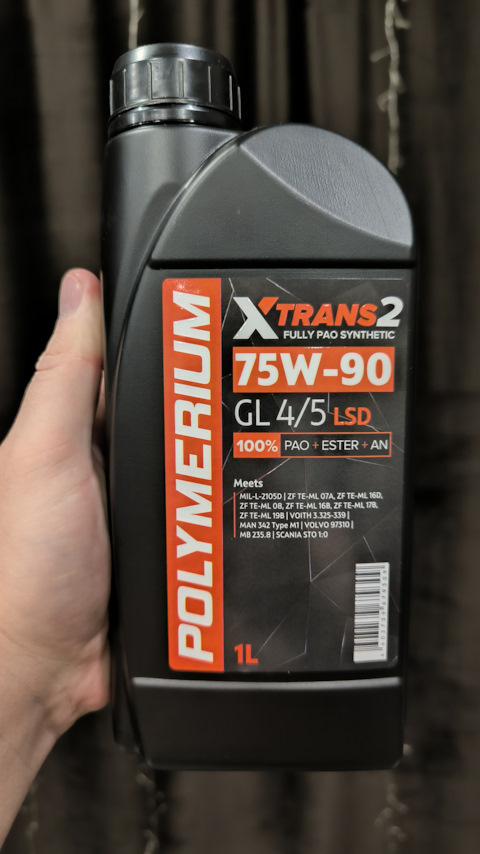 POLYMERIUM
XTRANS2
FULLY PAO SYNTHETIC
75W-90
GL 4/5 LSD
100% PAO + ESTER + AN
Meets
MIL-L-2105D | ZF TE-ML 07A, ZF TE-ML 16D,
ZF TE-ML 08, ZF TE-ML 16B, ZF TE-ML 17B,
ZF TE-ML 19B | VOITH 3.325-339 |
MAN 342 Type M1 | VOLVO 97310 |
MB 235.8 | SCANIA STO 1:0
1L